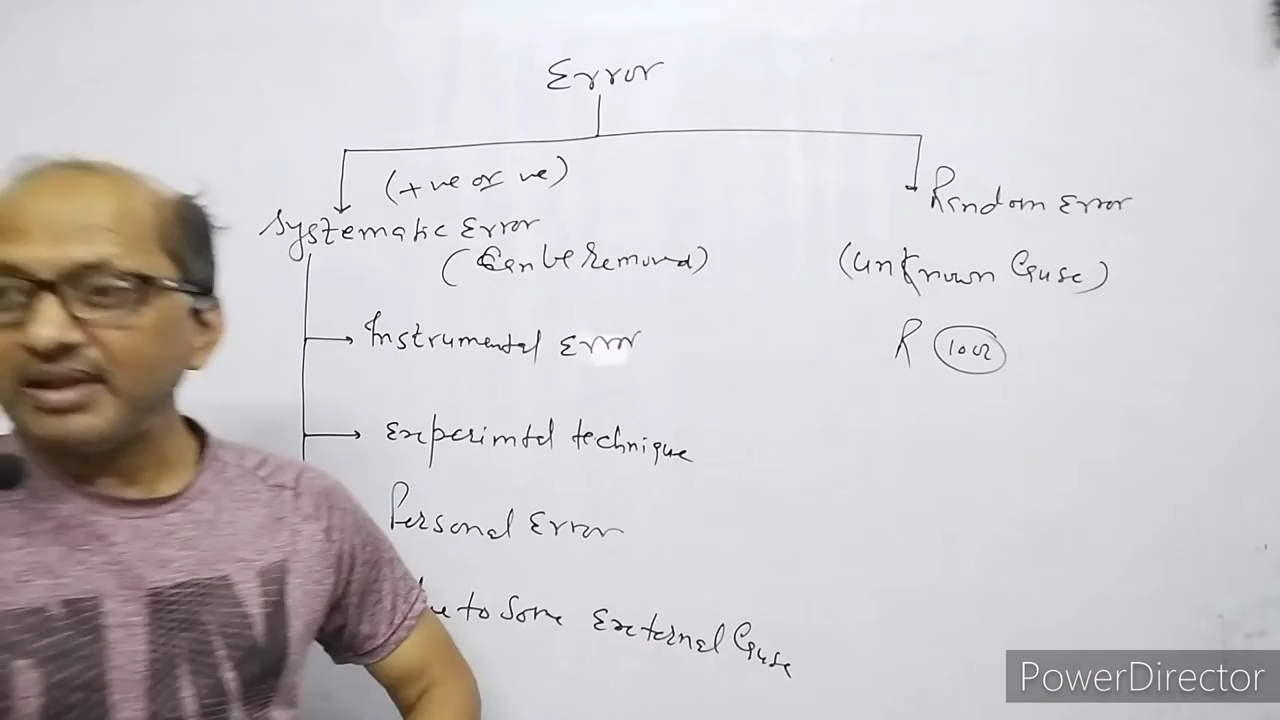 Error
(+ve or ve)
Systematic Error
(Can be Removed)
Random Error
(unknown Cause)
R 10Ω
Instrumental Error
Experimtal technique
Personal Error
to Some External Cause
PowerDirector